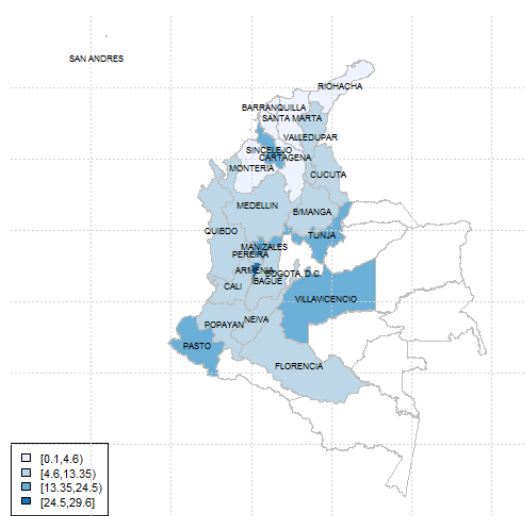 SAN ANDRES
RIOHACHA
BARRANQUILLA
SANTA MARTA
VALLEDUPAR
SINCELEJO
CARTAGENA
MONTERIA
CUCUTA
MEDELLIN
B/MANGA
QUIBDO
TUNJA
MANIZALES
PEREIRA
ARMENIA
BOGOTA, D.C.
IBAGUE
CALI
VILLAVICENCIO
NEIVA
POPAYAN
PASTO
FLORENCIA
[0.1,4.6)
[4.6,13.35)
[13.35,24.5)
[24.5,29.6]